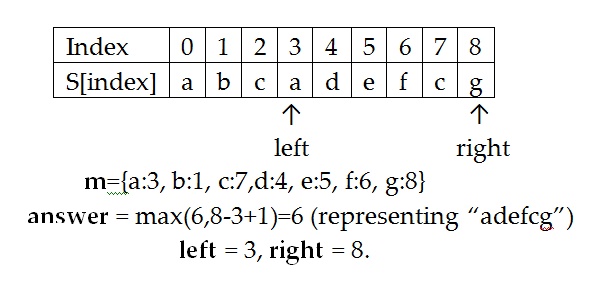 Index 0 1 2 3 4 5 6 7 8
S[index] a b c a d e f c g
↑ ↑
left right
m={a:3, b:1, c:7,d:4, e:5, f:6, g:8}
answer = max(6,8-3+1)=6 (representing “adefcg”)
left = 3, right = 8.